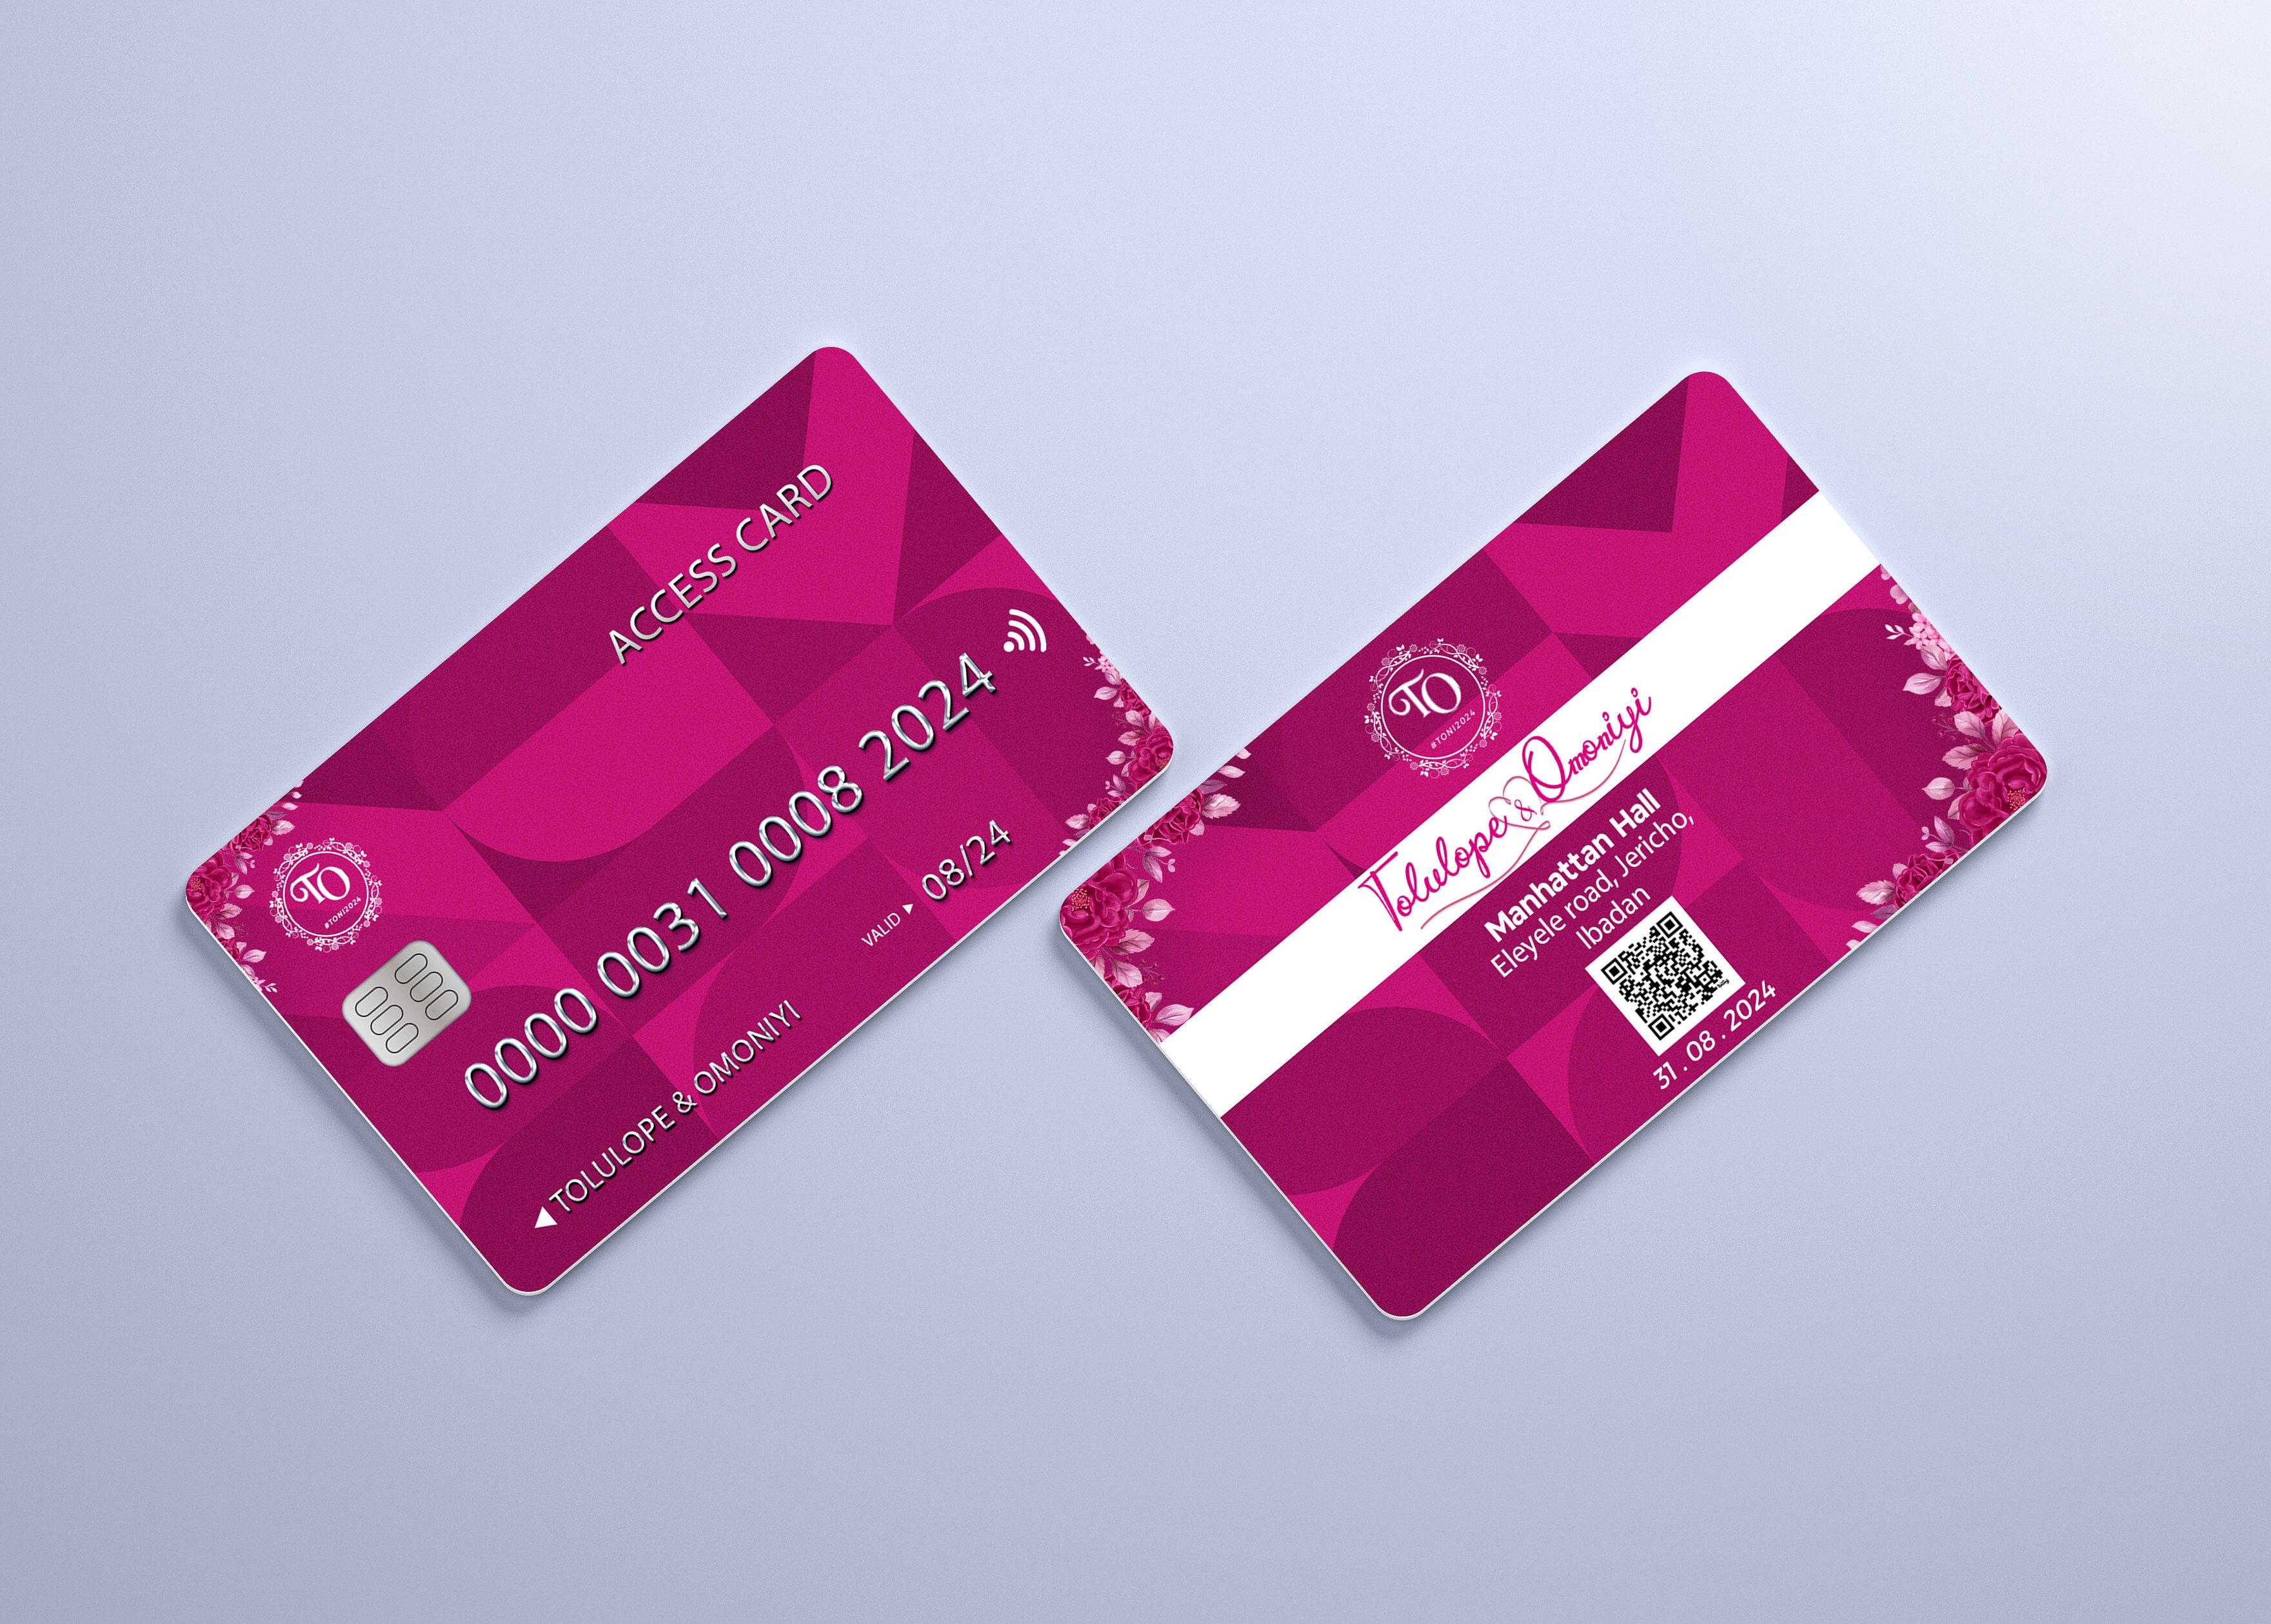 ACCESS CARD
TO
#TONI2024
0000 0031 0008 2024
VALID ▶ 08/24
◀ TOLULOPE & OMONIYI
TO
#TONI2024
Tolulope & Omoniyi
Manhattan Hall
Eleyele road, Jericho,
Ibadan
31 . 08 . 2024